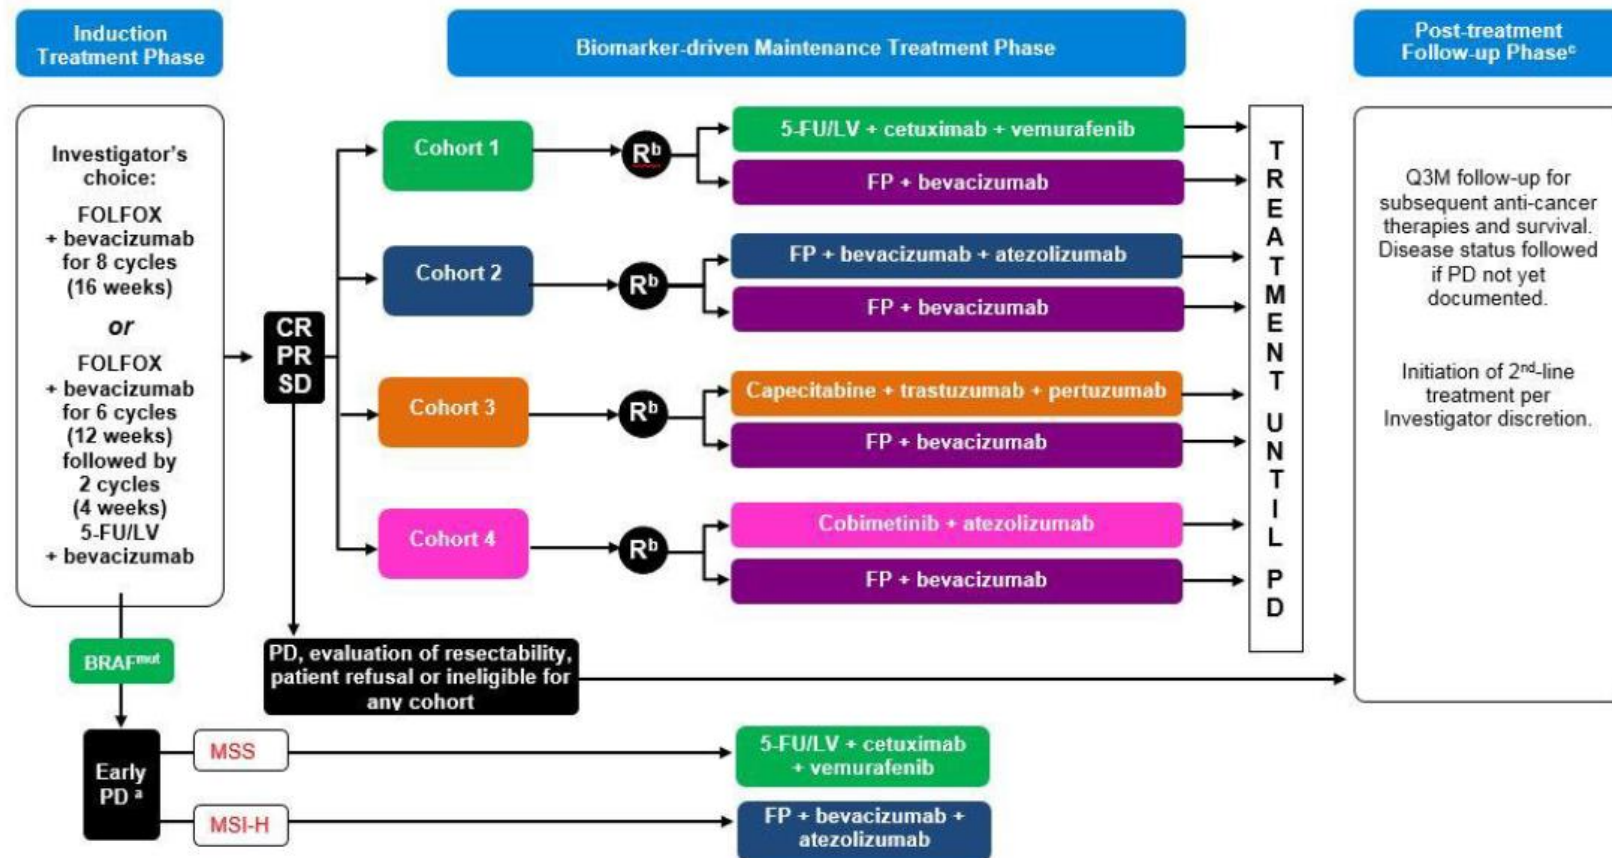 Induction
Treatment Phase
Biomarker-driven Maintenance Treatment Phase
Post-treatment
Follow-up Phaseᶜ
Investigator's
choice:
FOLFOX
+ bevacizumab
for 8 cycles
(16 weeks)
or
FOLFOX
+ bevacizumab
for 6 cycles
(12 weeks)
followed by
2 cycles
(4 weeks)
5-FU/LV
+ bevacizumab
CR
PR
SD
Cohort 1
Rᵇ
5-FU/LV + cetuximab + vemurafenib
FP + bevacizumab
Cohort 2
Rᵇ
FP + bevacizumab + atezolizumab
FP + bevacizumab
Cohort 3
Rᵇ
Capecitabine + trastuzumab + pertuzumab
FP + bevacizumab
Cohort 4
Rᵇ
Cobimetinib + atezolizumab
FP + bevacizumab
TREATMENT UNTIL PD
Q3M follow-up for
subsequent anti-cancer
therapies and survival.
Disease status followed
if PD not yet
documented.
Initiation of 2ⁿᵈ-line
treatment per
Investigator discretion.
PD, evaluation of resectability,
patient refusal or ineligible for
any cohort
BRAFᵐᵘᵗ
Early
PD ᵃ
MSS
5-FU/LV + cetuximab
+ vemurafenib
MSI-H
FP + bevacizumab +
atezolizumab